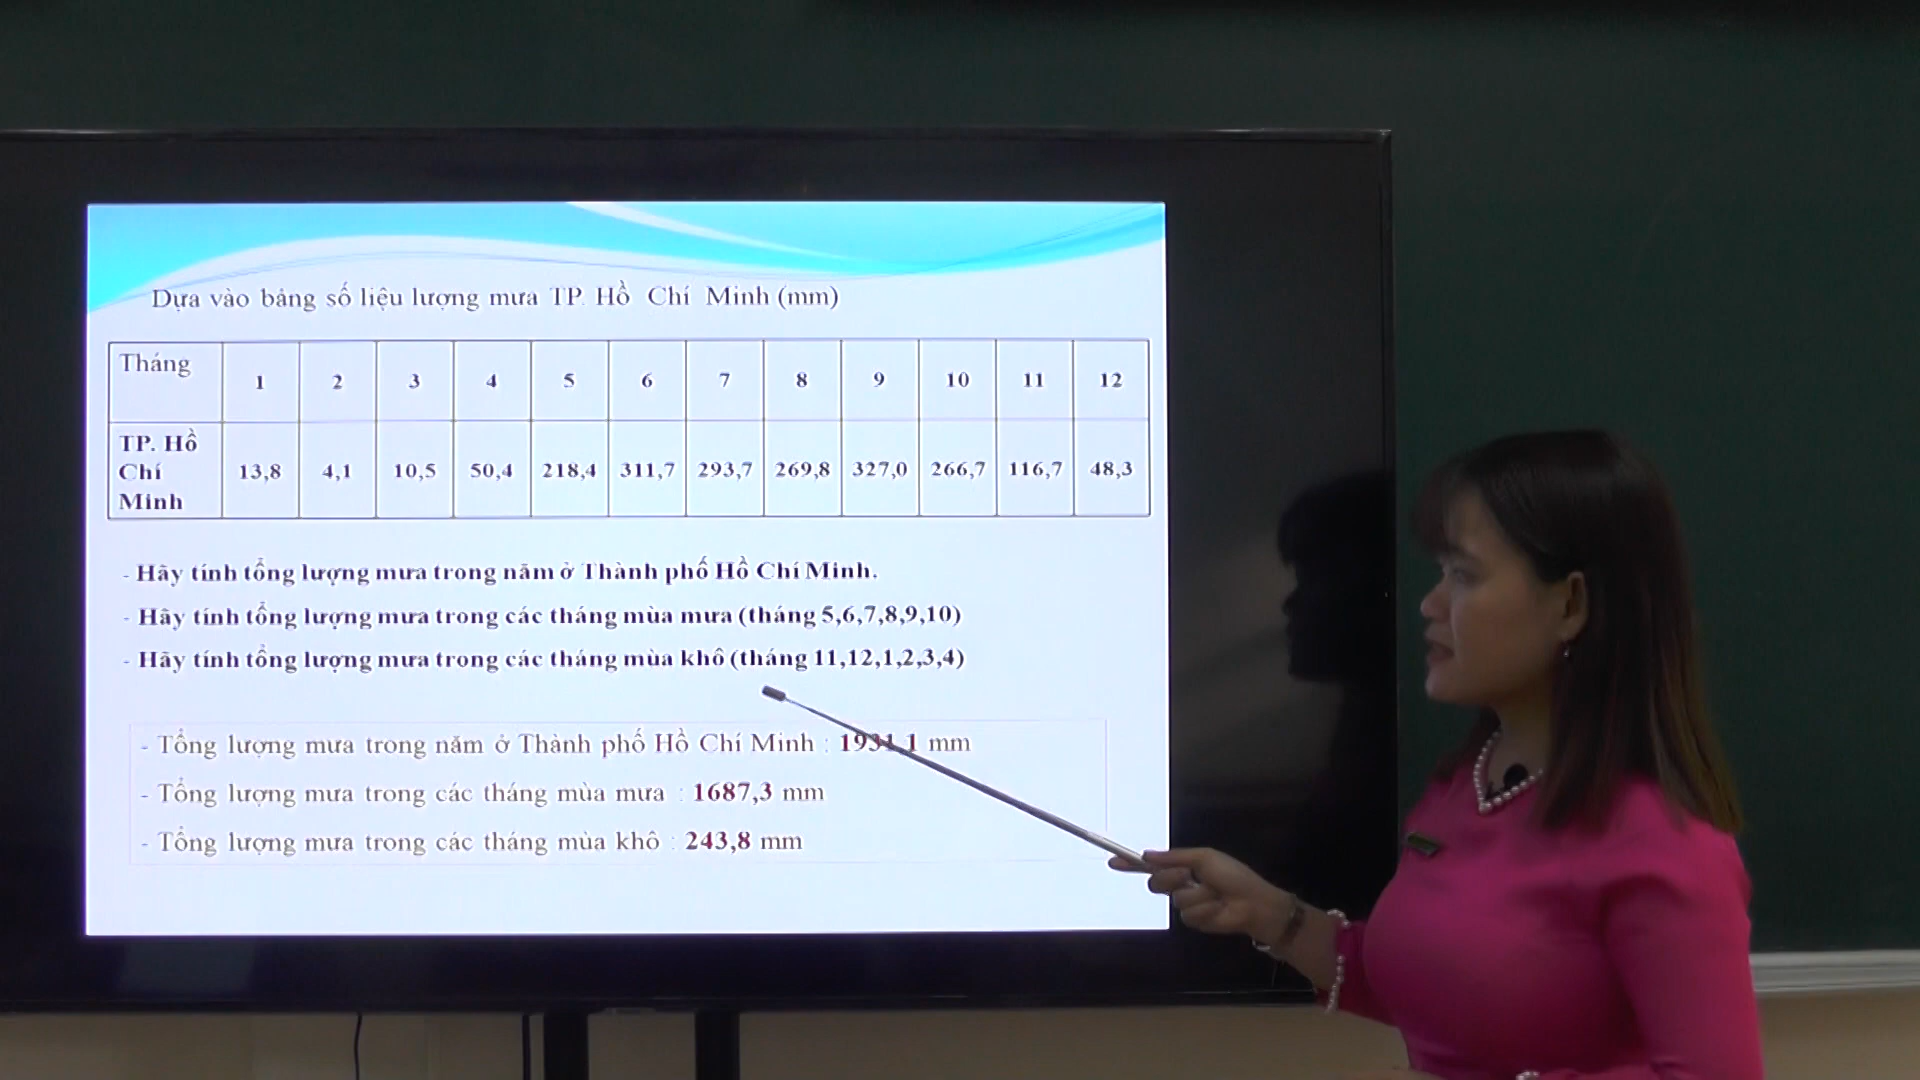 Dựa vào bảng số liệu lượng mưa TP. Hồ Chí Minh (mm)
Tháng 1 2 3 4 5 6 7 8 9 10 11 12
TP. Hồ Chí Minh 13,8 4,1 10,5 50,4 218,4 311,7 293,7 269,8 327,0 266,7 116,7 48,3
- Hãy tính tổng lượng mưa trong năm ở Thành phố Hồ Chí Minh.
- Hãy tính tổng lượng mưa trong các tháng mùa mưa (tháng 5,6,7,8,9,10)
- Hãy tính tổng lượng mưa trong các tháng mùa khô (tháng 11,12,1,2,3,4)
- Tổng lượng mưa trong năm ở Thành phố Hồ Chí Minh : 1931,1 mm
- Tổng lượng mưa trong các tháng mùa mưa : 1687,3 mm
- Tổng lượng mưa trong các tháng mùa khô : 243,8 mm